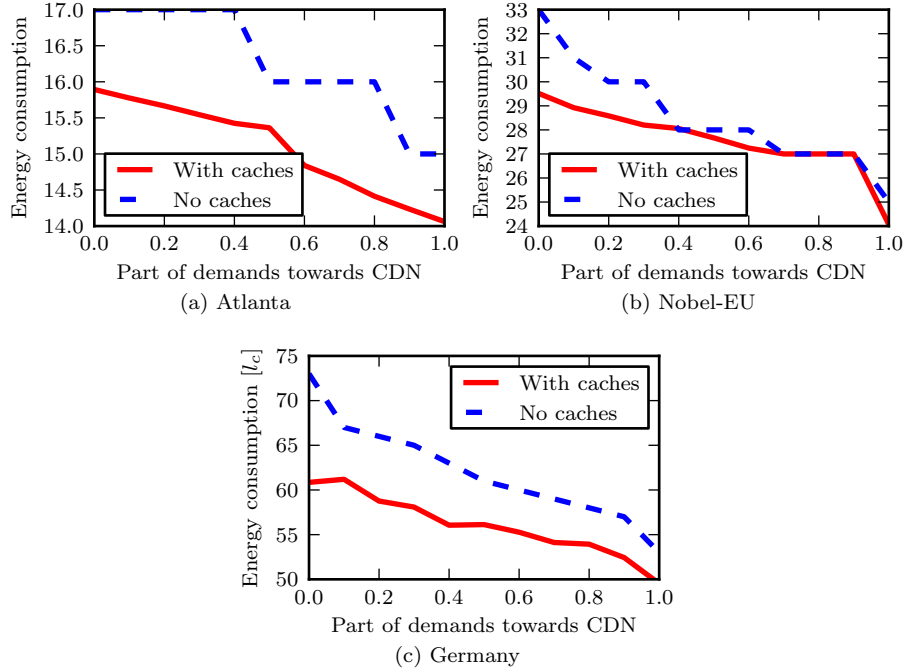 17.0
16.5
16.0
15.5
15.0
14.5
14.0
Energy consumption
With caches
No caches
0.0 0.2 0.4 0.6 0.8 1.0
Part of demands towards CDN
(a) Atlanta
33
32
31
30
29
28
27
26
25
24
Energy consumption
With caches
No caches
0.0 0.2 0.4 0.6 0.8 1.0
Part of demands towards CDN
(b) Nobel-EU
75
70
65
60
55
50
Energy consumption [l_c]
With caches
No caches
0.0 0.2 0.4 0.6 0.8 1.0
Part of demands towards CDN
(c) Germany